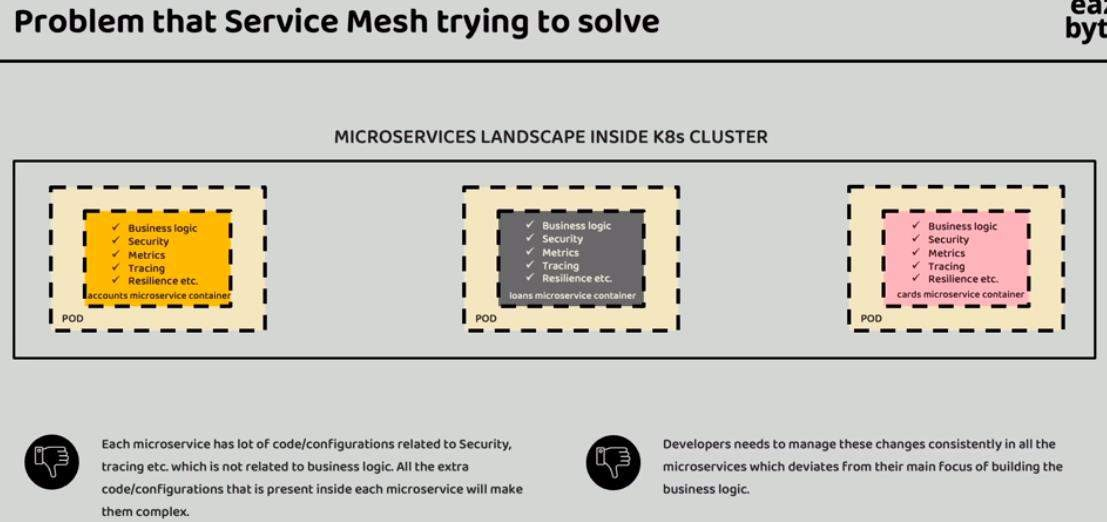 Problem that Service Mesh trying to solve
MICROSERVICES LANDSCAPE INSIDE K8s CLUSTER
✓ Business logic
✓ Security
✓ Metrics
✓ Tracing
✓ Resilience etc.
accounts microservice container
POD
✓ Business logic
✓ Security
✓ Metrics
✓ Tracing
✓ Resilience etc.
loans microservice container
POD
✓ Business logic
✓ Security
✓ Metrics
✓ Tracing
✓ Resilience etc.
cards microservice container
POD
Each microservice has lot of code/configurations related to Security,
tracing etc. which is not related to business logic. All the extra
code/configurations that is present inside each microservice will make
them complex.
Developers needs to manage these changes consistently in all the
microservices which deviates from their main focus of building the
business logic.